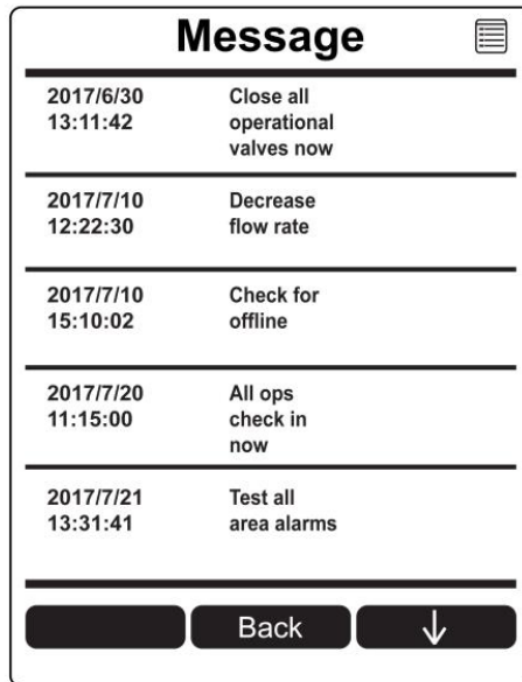 Message
2017/6/30 Close all
13:11:42 operational
valves now
2017/7/10 Decrease
12:22:30 flow rate
2017/7/10 Check for
15:10:02 offline
2017/7/20 All ops
11:15:00 check in
now
2017/7/21 Test all
13:31:41 area alarms
Back ↓